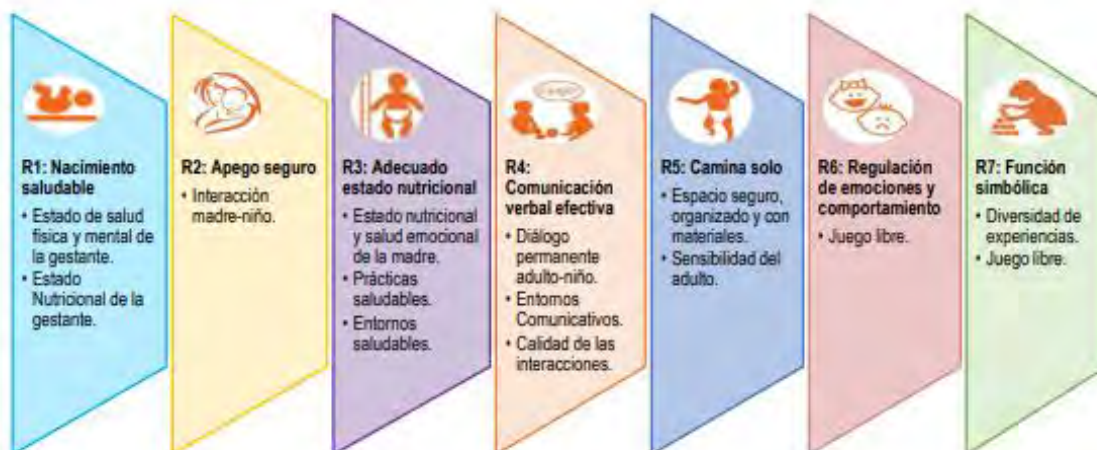 R1: Nacimiento
saludable
• Estado de salud
física y mental de
la gestante.
• Estado
Nutricional de la
gestante.
R2: Apego seguro
• Interacción
madre-niño.
R3: Adecuado
estado nutricional
• Estado nutricional
y salud emocional
de la madre.
• Prácticas
saludables.
• Entornos
saludables.
R4:
Comunicación
verbal efectiva
• Diálogo
permanente
adulto-niño.
• Entornos
Comunicativos.
• Calidad de las
interacciones.
R5: Camina solo
• Espacio seguro,
organizado y con
materiales.
• Sensibilidad del
adulto.
R6: Regulación
de emociones y
comportamiento
• Juego libre.
R7: Función
simbólica
• Diversidad de
experiencias.
• Juego libre.